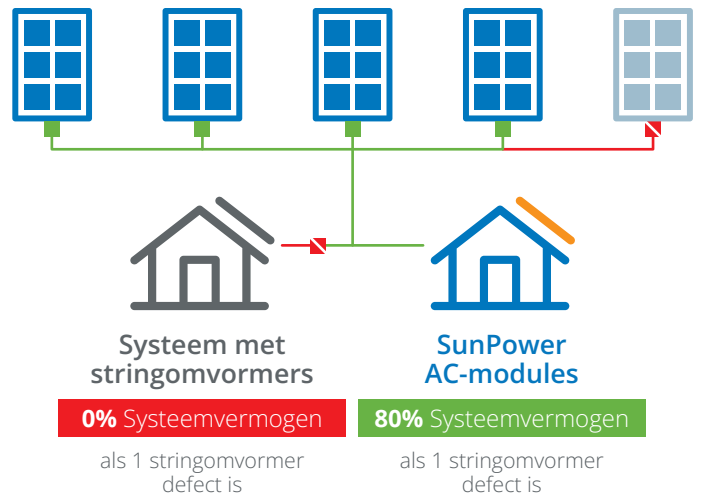 Systeem met
stringomvormers
0% Systeemvermogen
als 1 stringomvormer
defect is
SunPower
AC-modules
80% Systeemvermogen
als 1 stringomvormer
defect is